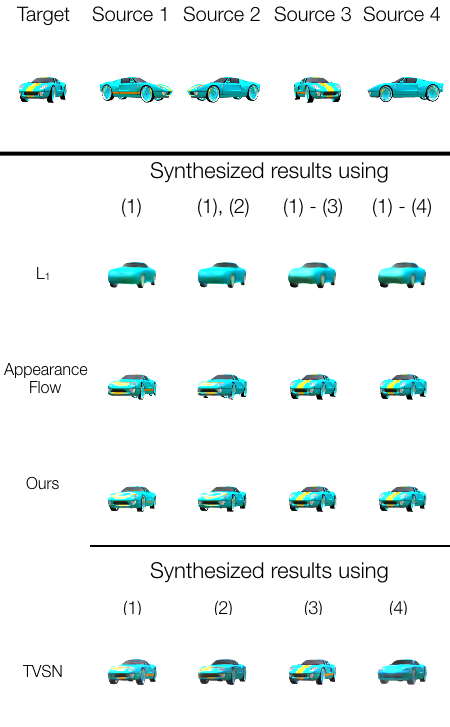 Target Source 1 Source 2 Source 3 Source 4
Synthesized results using
(1) (1), (2) (1) - (3) (1) - (4)
L₁
Appearance
Flow
Ours
Synthesized results using
(1) (2) (3) (4)
TVSN